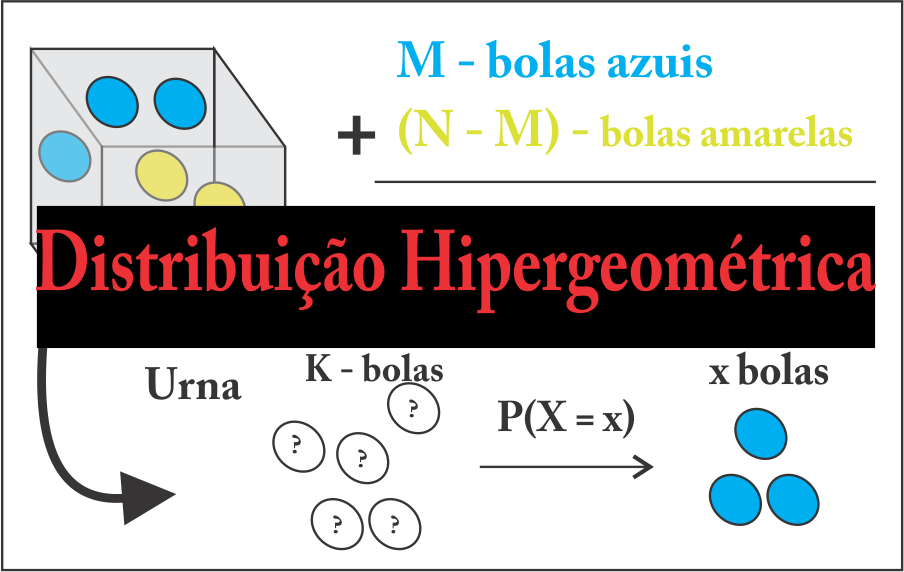 M - bolas azuis
+ (N - M) - bolas amarelas
Distribuição Hipergeométrica
Urna
K - bolas
x bolas
P(X = x)
?
? ?
? ?